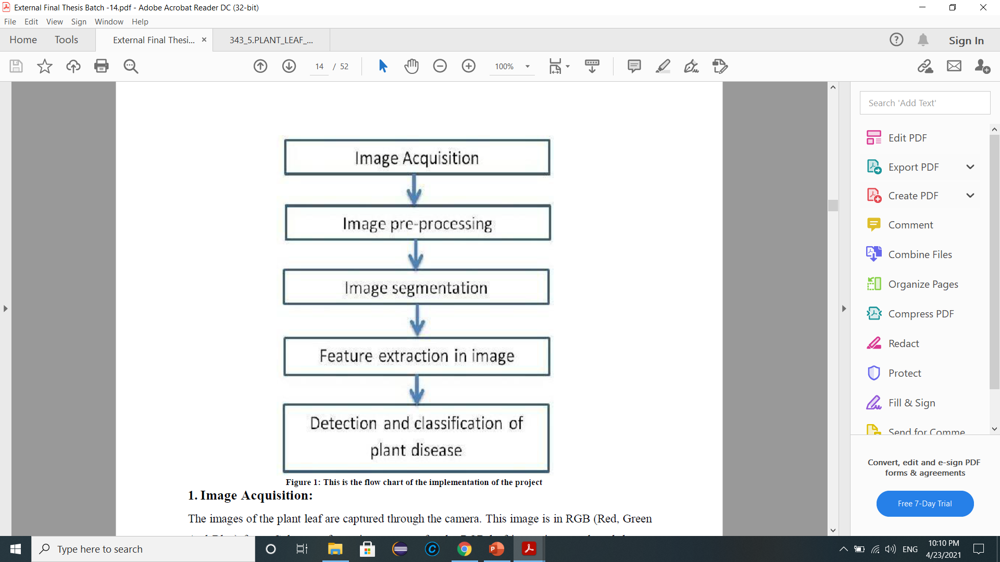 External Final Thesis Batch -14.pdf - Adobe Acrobat Reader DC (32-bit)
File Edit View Sign Window Help
Home Tools External Final Thesi... 343_5.PLANT_LEAF_... Sign In
14 / 52 100%
Search 'Add Text'
Image Acquisition
Image pre-processing
Image segmentation
Feature extraction in image
Detection and classification of
plant disease
Figure 1: This is the flow chart of the implementation of the project
1. Image Acquisition:
The images of the plant leaf are captured through the camera. This image is in RGB (Red, Green
Edit PDF
Export PDF
Create PDF
Comment
Combine Files
Organize Pages
Compress PDF
Redact
Protect
Fill & Sign
Send for Comme
Convert, edit and e-sign PDF
forms & agreements
Free 7-Day Trial
Type here to search
ENG
10:10 PM
4/23/2021